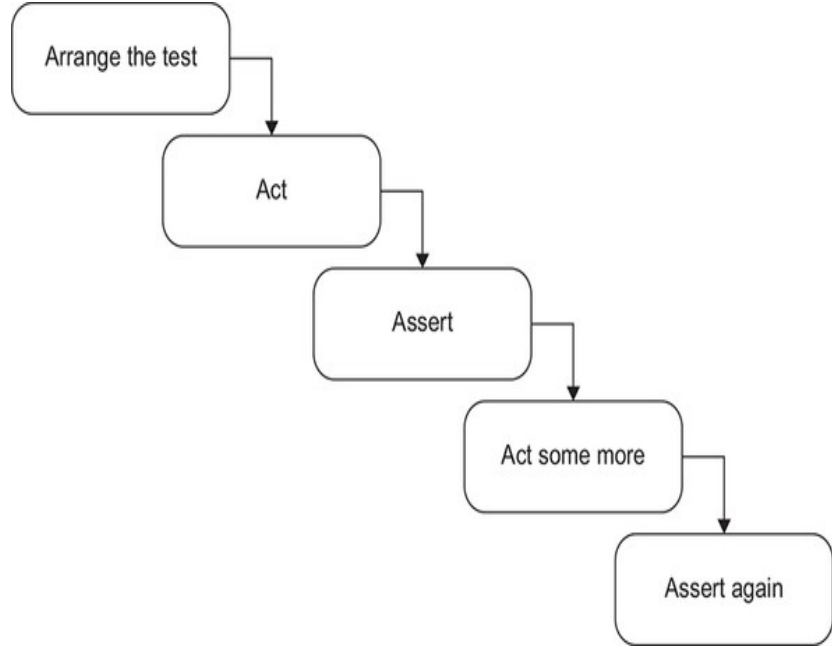 Arrange the test
Act
Assert
Act some more
Assert again